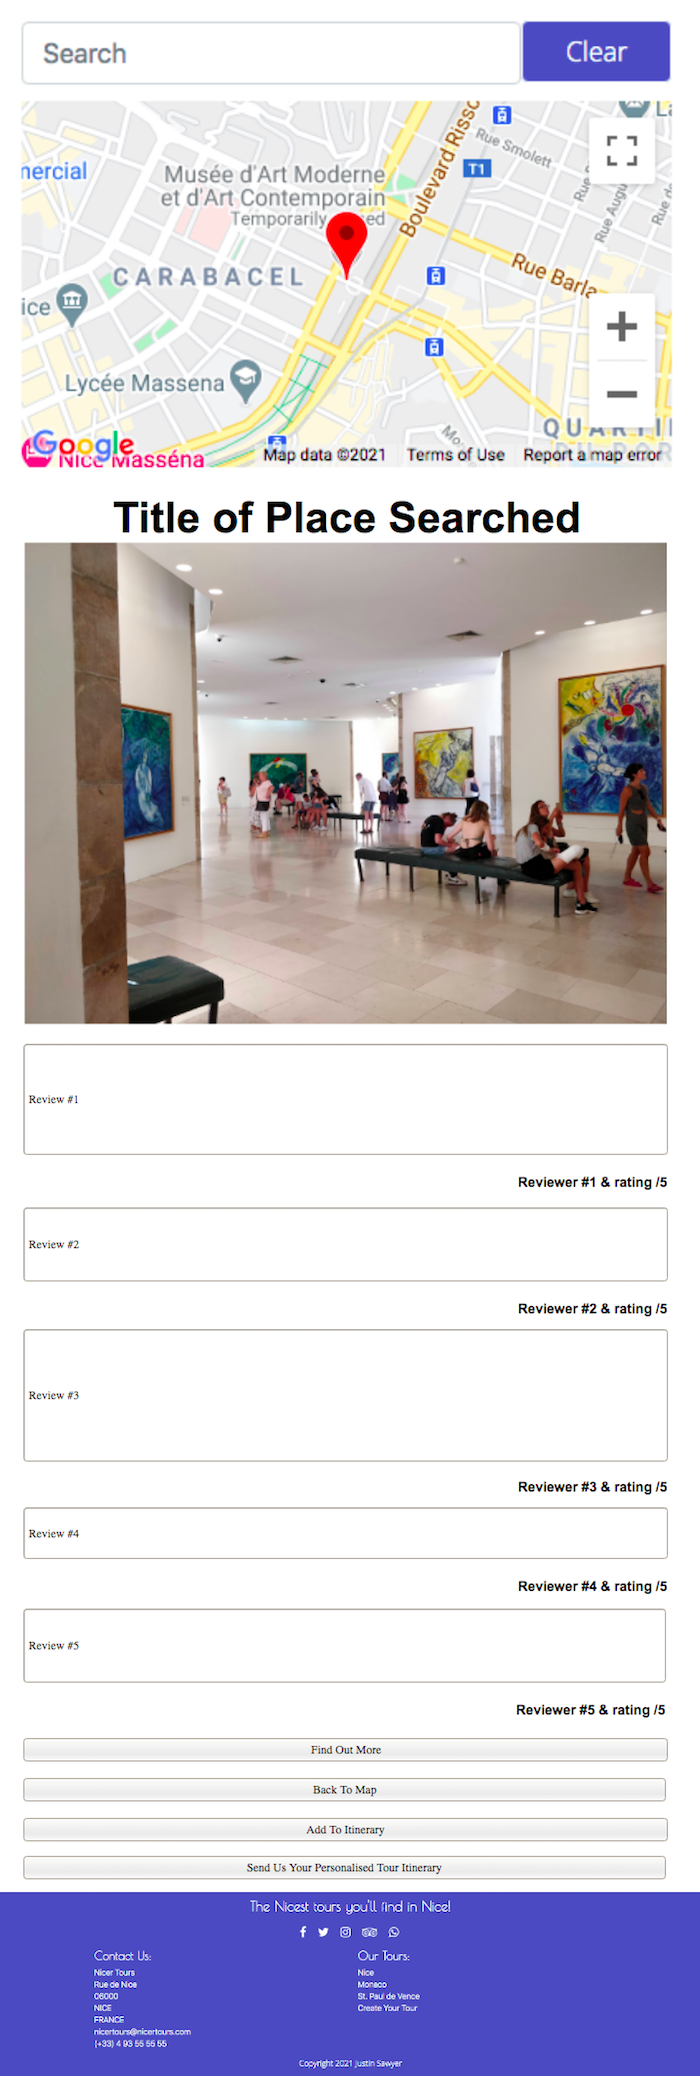 Search
Clear
Musée d'Art Moderne
et d'Art Contemporain
Temporarily
Boulevard Risso
Rue Smolett
T1
CARABACEL
Rue Barla
Lycée Massena
Google
Nice Masséna
Map data ©2021
Terms of Use
Report a map error
Title of Place Searched
Review #1
Reviewer #1 & rating /5
Review #2
Reviewer #2 & rating /5
Review #3
Reviewer #3 & rating /5
Review #4
Reviewer #4 & rating /5
Review #5
Reviewer #5 & rating /5
Find Out More
Back To Map
Add To Itinerary
Send Us Your Personalised Tour Itinerary
The Nicest tours you'll find in Nice!
Contact Us:
Nicer Tours
Rue de Nice
06000
NICE
FRANCE
nicertours@nicertours.com
(+33) 4 93 55 55 55
Our Tours:
Nice
Monaco
St. Paul de Vence
Create Your Tour
Copyright 2021 Justin Sawyer